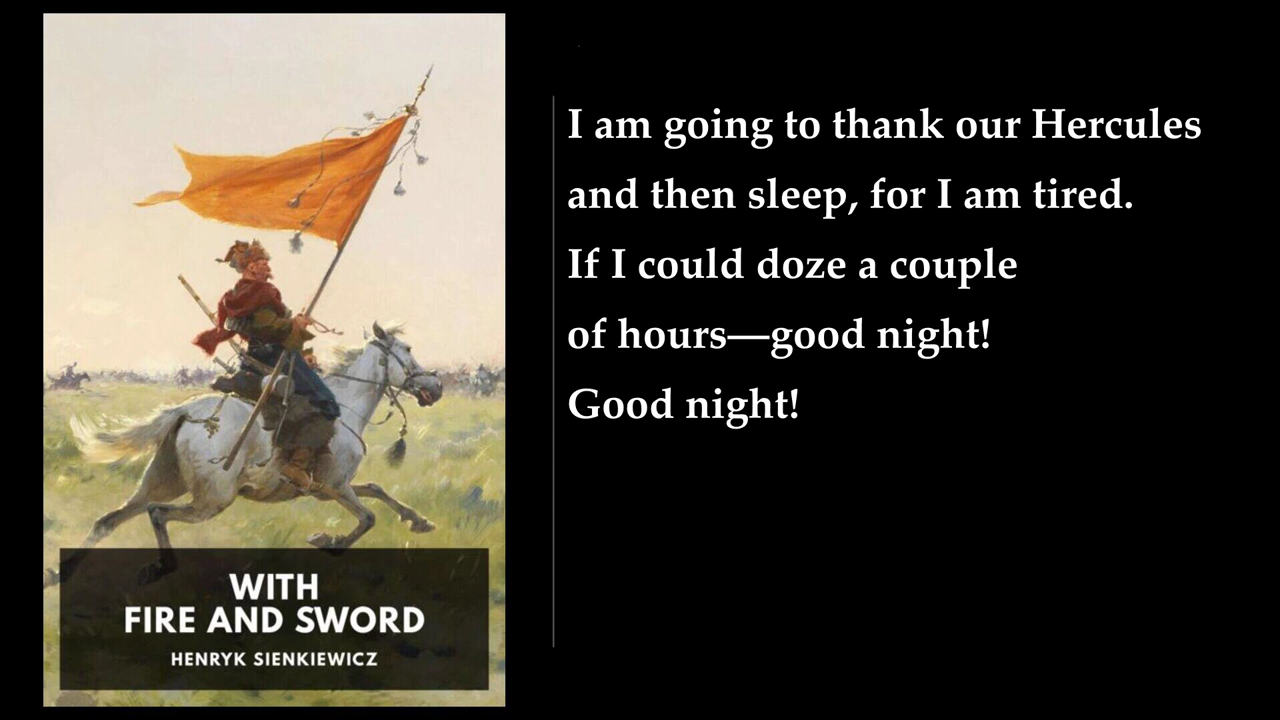 I am going to thank our Hercules
and then sleep, for I am tired.
If I could doze a couple
of hours—good night!
Good night!
WITH
FIRE AND SWORD
HENRYK SIENKIEWICZ